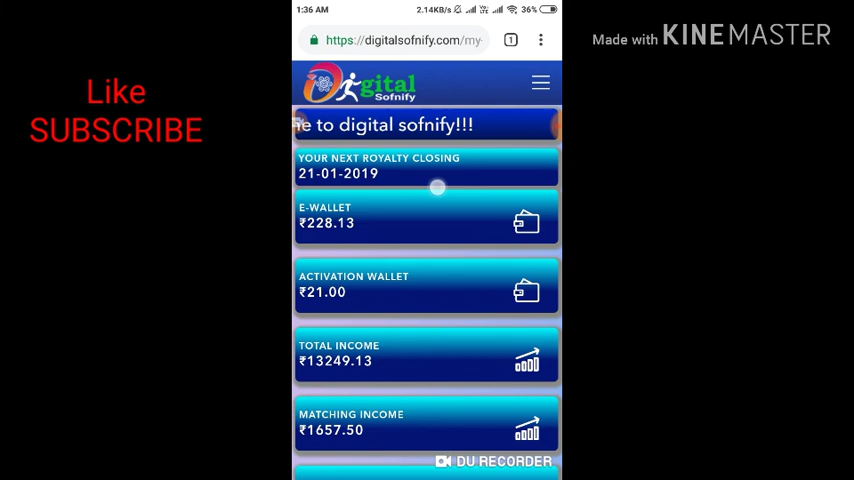 1:36 AM
2.14KB/s
36%
https://digitalsofnify.com/my
1
Made with KINEMASTER
Like
SUBSCRIBE
Digital
Sofnify
to digital sofnify!!!
YOUR NEXT ROYALTY CLOSING
21-01-2019
E-WALLET
₹228.13
ACTIVATION WALLET
₹21.00
TOTAL INCOME
₹13249.13
MATCHING INCOME
₹1657.50
DU RECORDER